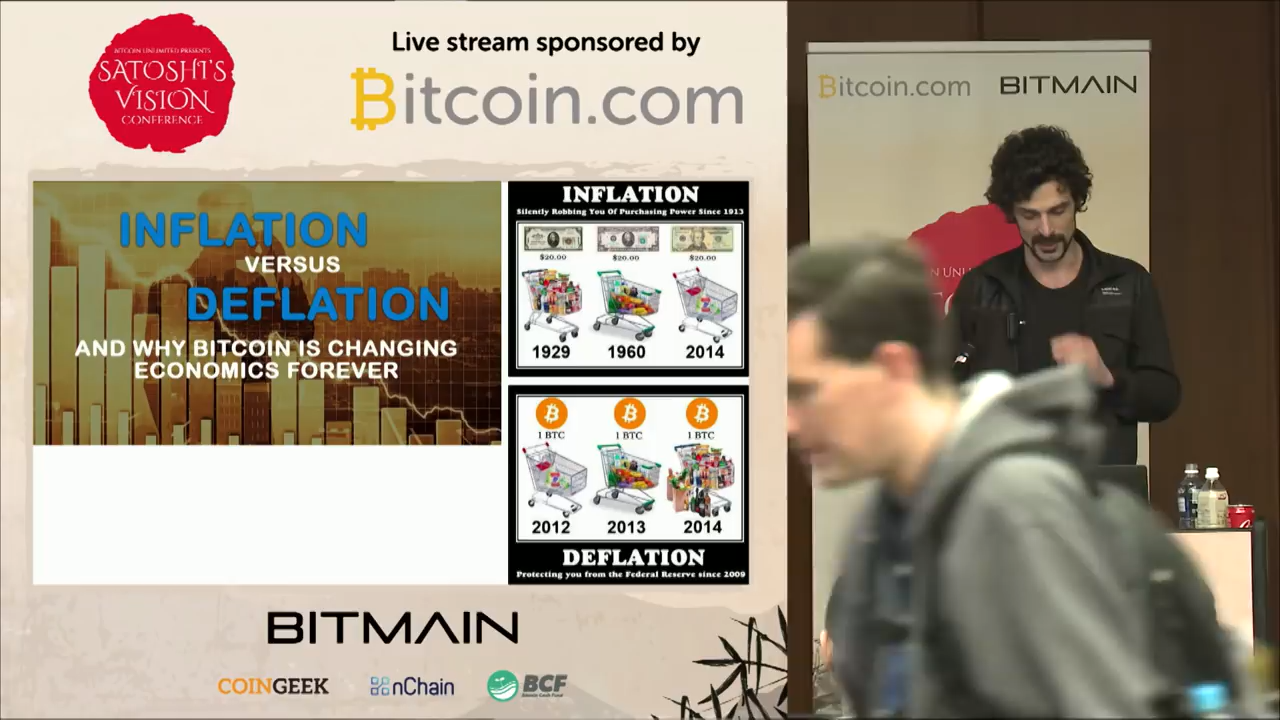 BITCOIN UNLIMITED PRESENTS
SATOSHI'S
VISION
CONFERENCE
Live stream sponsored by
Bitcoin.com
INFLATION
VERSUS
DEFLATION
AND WHY BITCOIN IS CHANGING
ECONOMICS FOREVER
INFLATION
Silently Robbing You Of Purchasing Power Since 1913
$20.00 $20.00 $20.00
1929 1960 2014
1 BTC 1 BTC 1 BTC
2012 2013 2014
DEFLATION
Protecting you from the Federal Reserve since 2009
BITMAIN
COINGEEK nChain BCF
Bitcoin.com BITMAIN